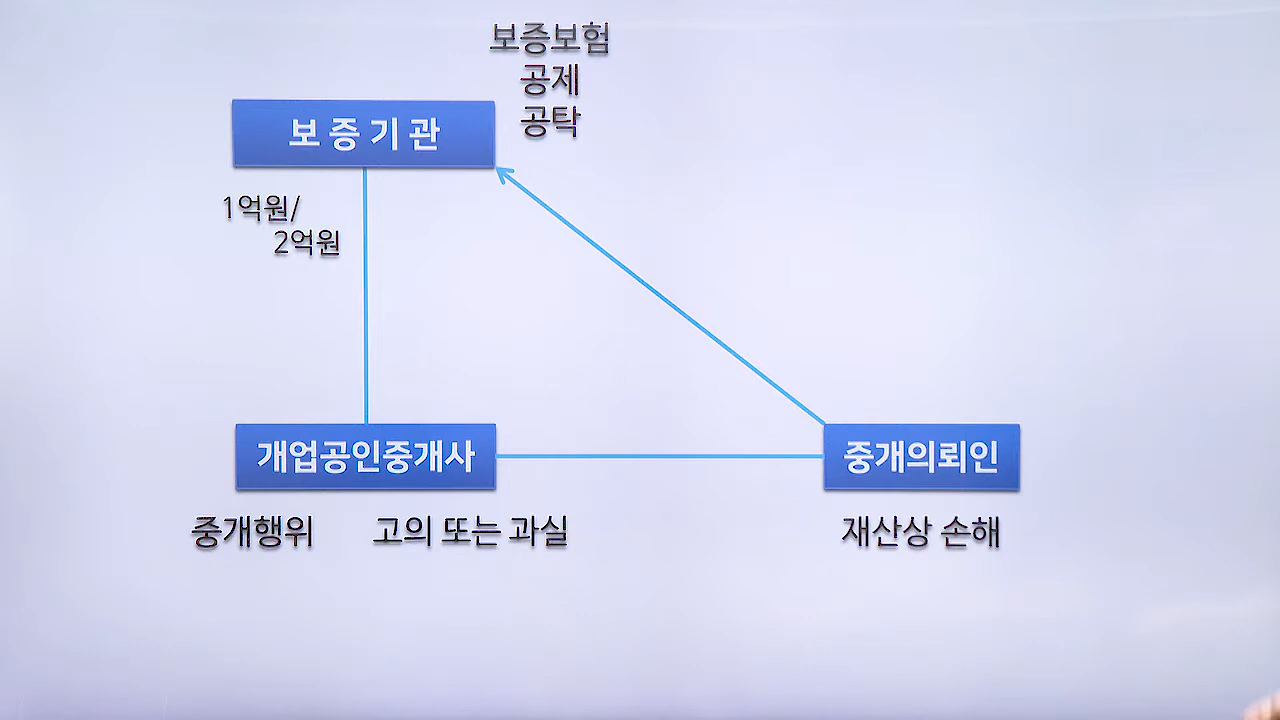 보증보험
공제
공탁
보증기관
1억원/
2억원
개업공인중개사
중개의뢰인
중개행위
고의 또는 과실
재산상 손해